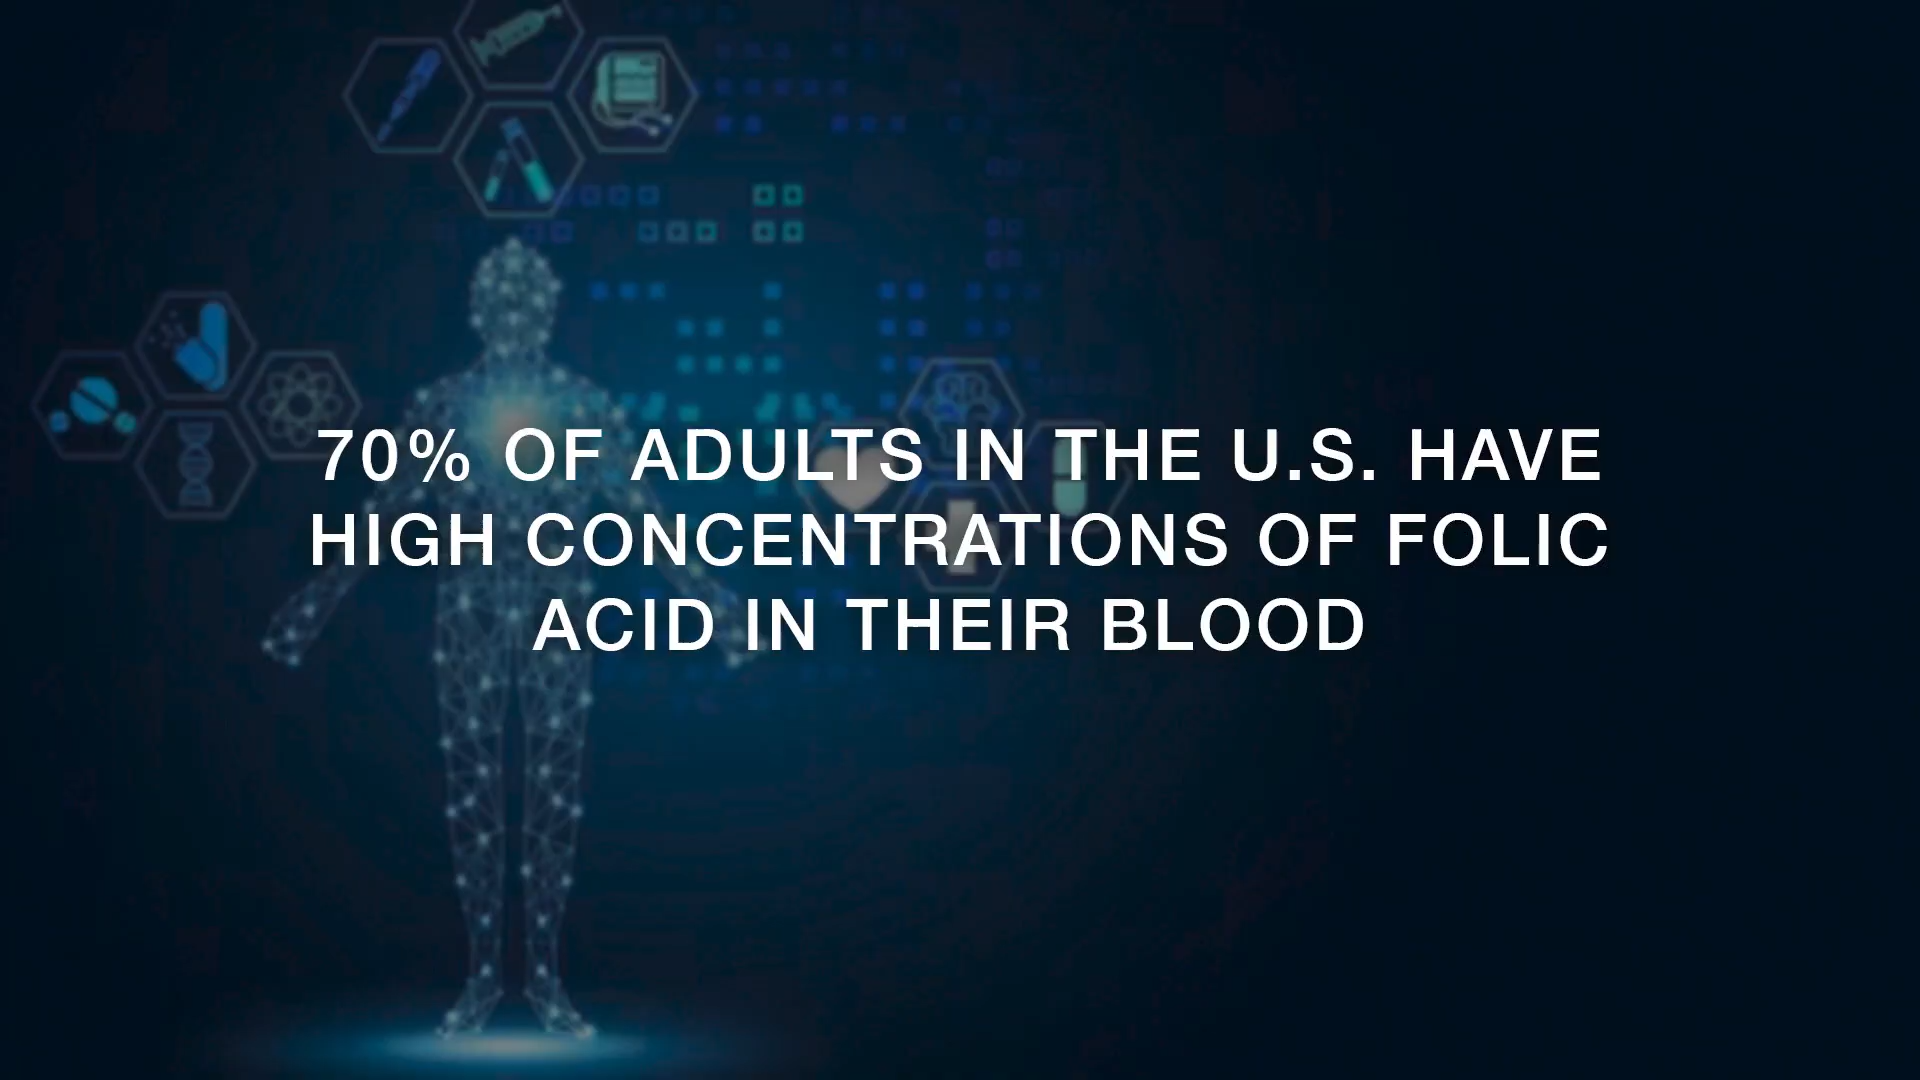 70% OF ADULTS IN THE U.S. HAVE
HIGH CONCENTRATIONS OF FOLIC
ACID IN THEIR BLOOD